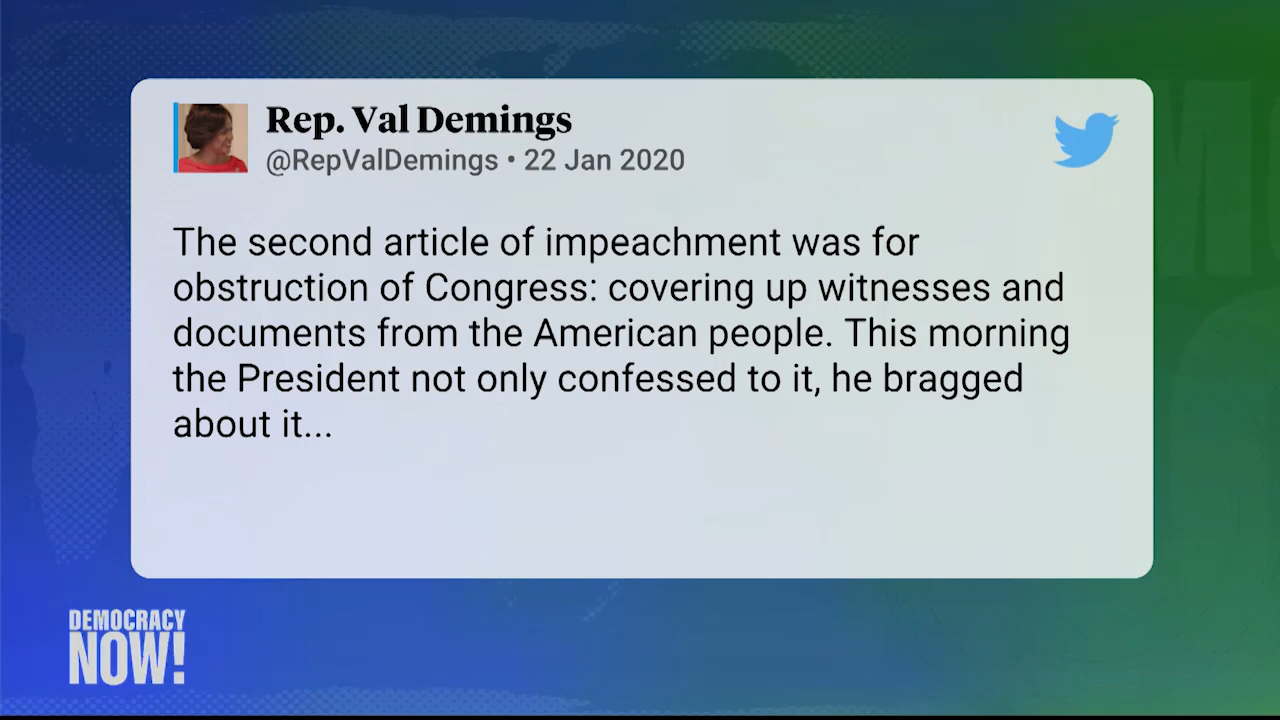 Rep. Val Demings
@RepValDemings • 22 Jan 2020
The second article of impeachment was for
obstruction of Congress: covering up witnesses and
documents from the American people. This morning
the President not only confessed to it, he bragged
about it...
DEMOCRACY
NOW!